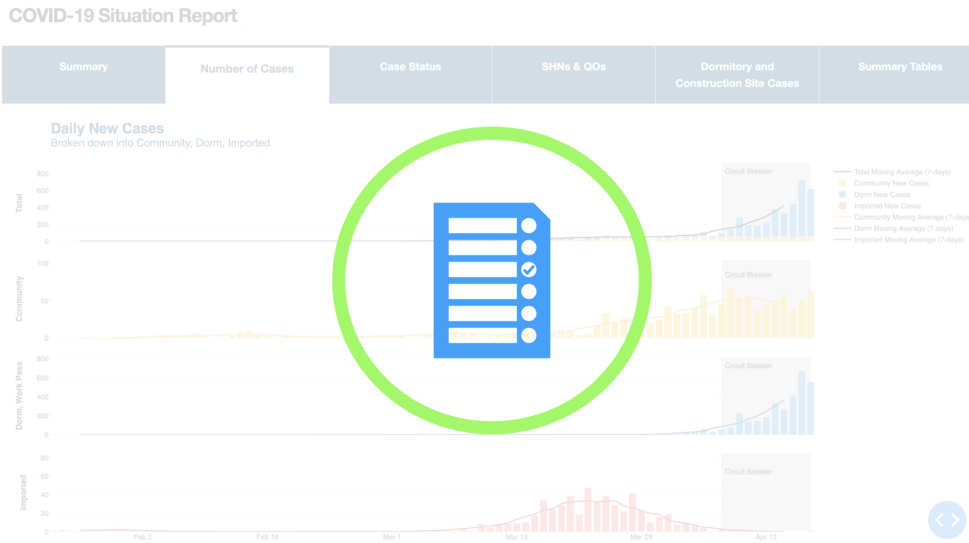 COVID-19 Situation Report
Summary
Number of Cases
Case Status
SHNs & QOs
Dormitory and
Construction Site Cases
Summary Tables
Daily New Cases
Broken down into Community, Dorm, Imported
Total
800
600
400
200
0
Circuit Breaker
Total Moving Average (7-days)
Community New Cases
Dorm New Cases
Imported New Cases
Community Moving Average (7-days
Dorm Moving Average (7-days)
Imported Moving Average (7-days)
Community
100
50
0
Circuit Breaker
Dorm, Work Pass
800
600
400
200
0
Circuit Breaker
Imported
80
60
40
20
0
Circuit Breaker
Feb 2
Feb 16
Mar 1
Mar 15
Mar 29
Apr 12